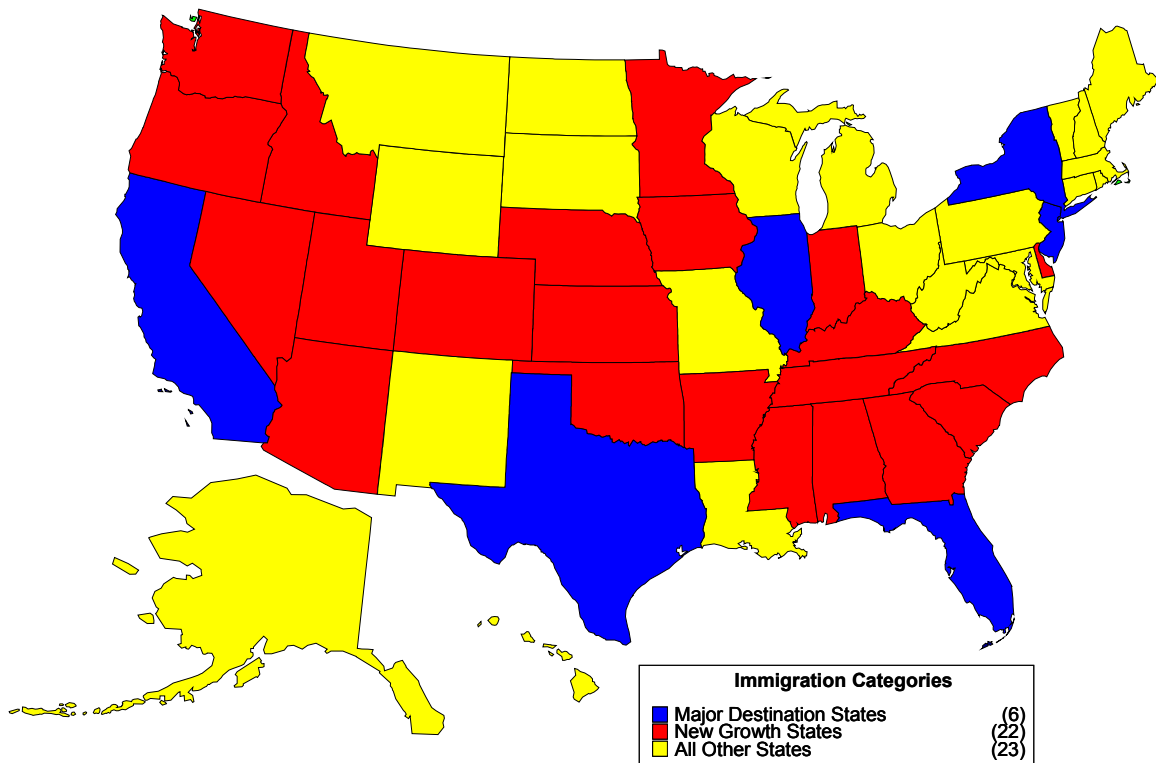 Immigration Categories
Major Destination States (6)
New Growth States (22)
All Other States (23)